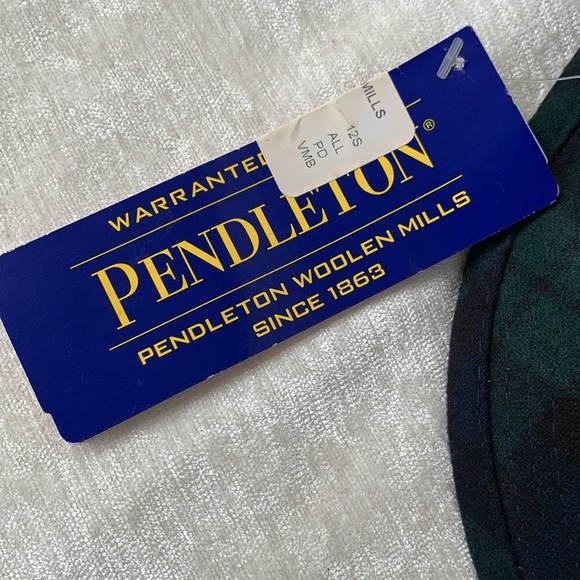 WARRANTED
PENDLETON®
PENDLETON WOOLEN MILLS
SINCE 1863
MILLS
12S
ALL
PD
VMB